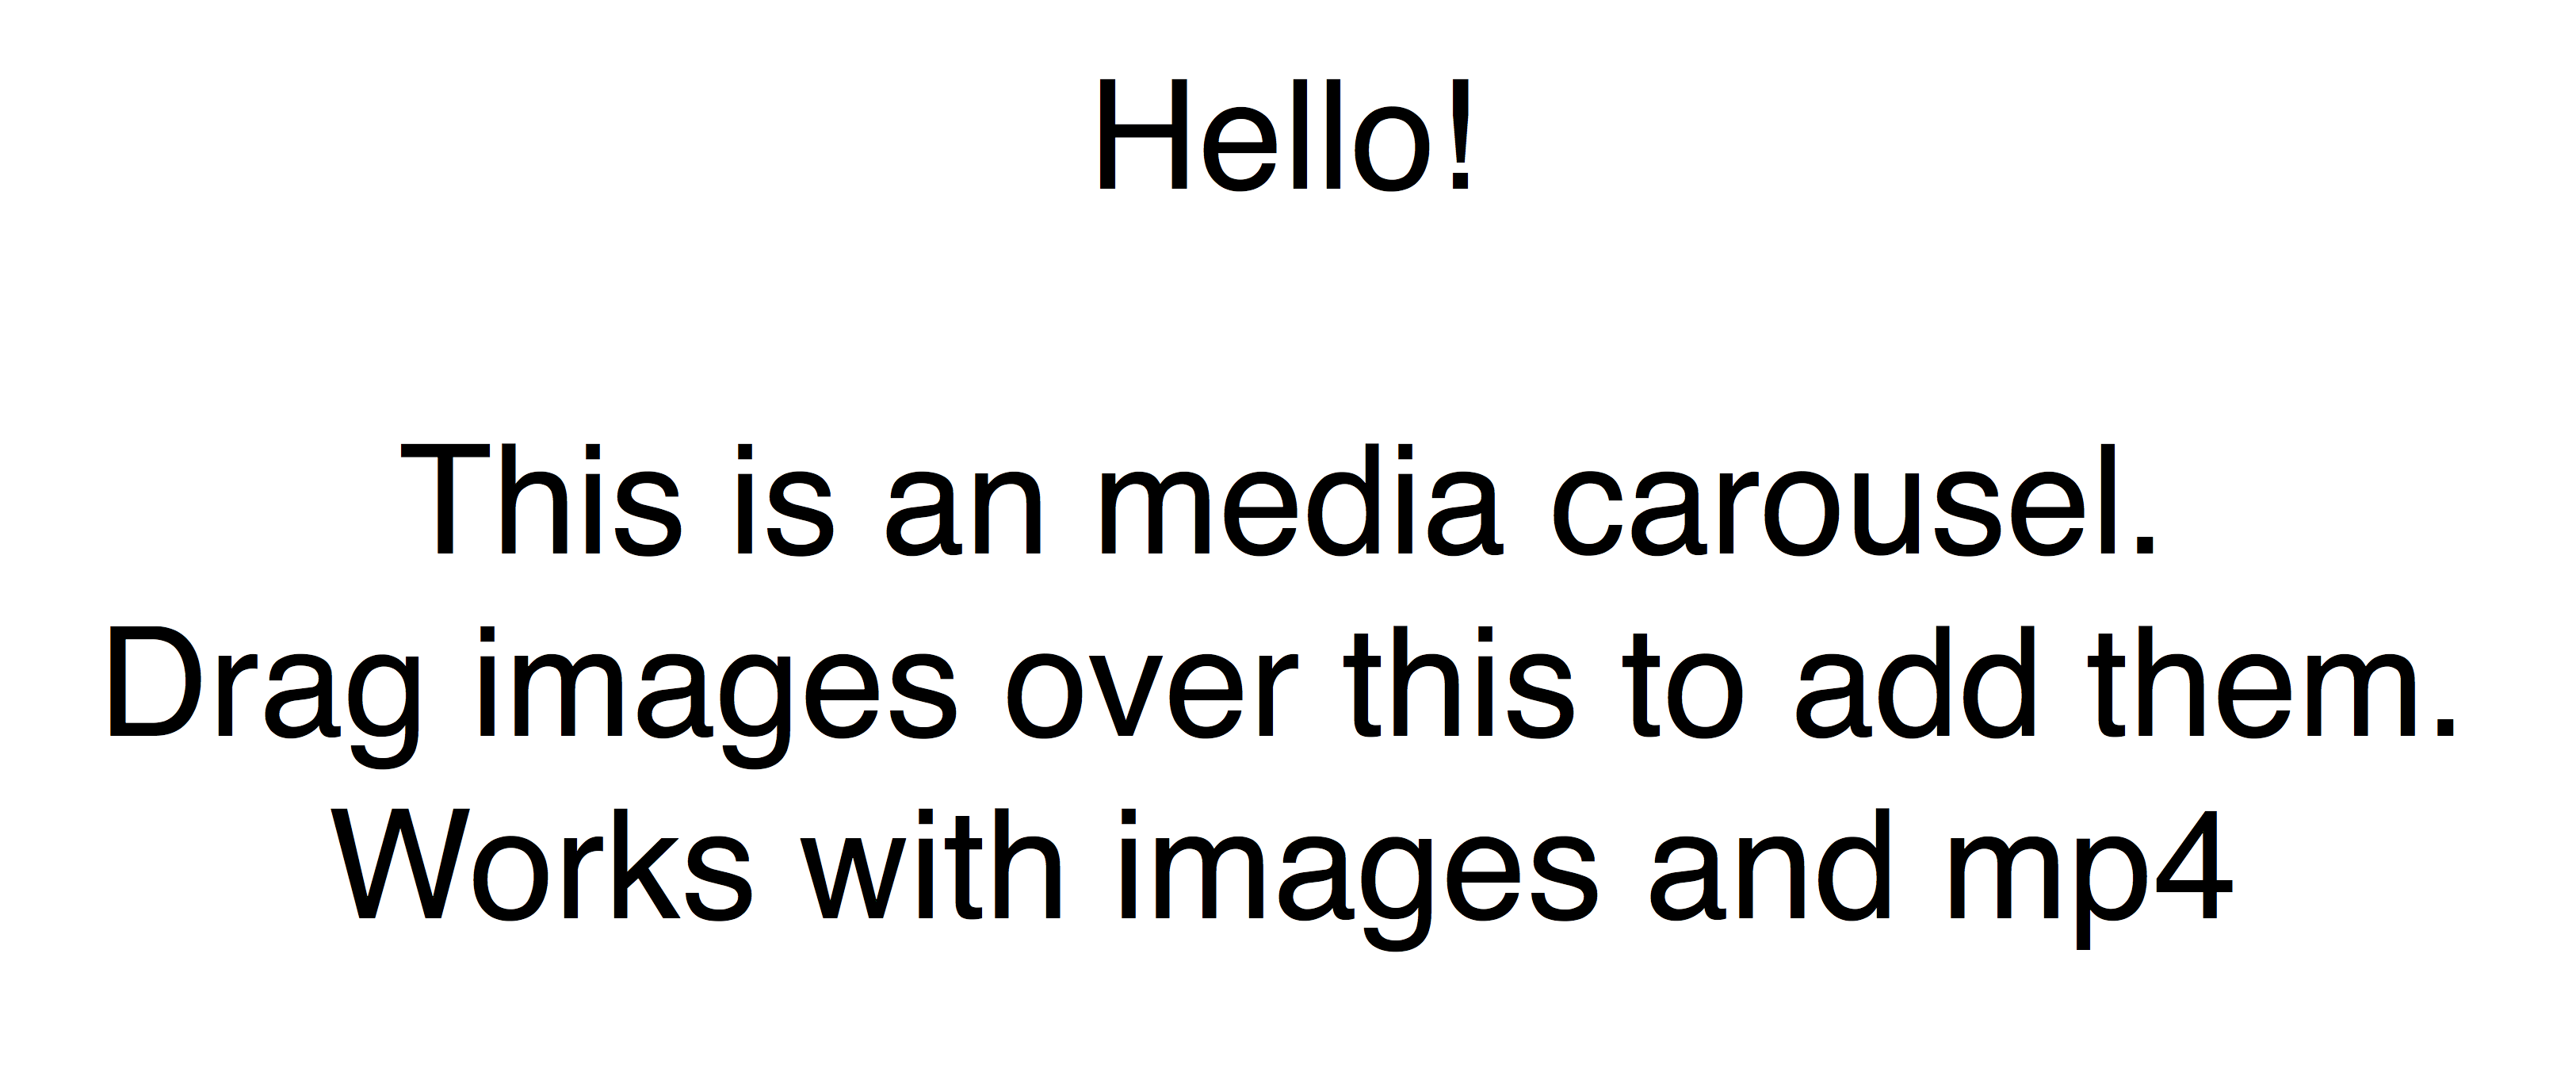 Hello!
This is an media carousel.
Drag images over this to add them.
Works with images and mp4